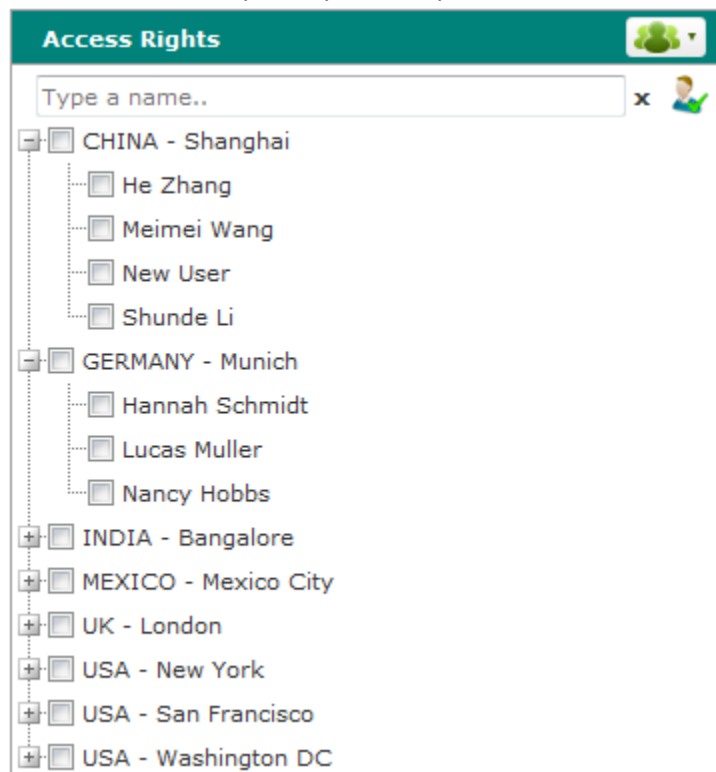 Access Rights
Type a name..
x
CHINA - Shanghai
He Zhang
Meimei Wang
New User
Shunde Li
GERMANY - Munich
Hannah Schmidt
Lucas Muller
Nancy Hobbs
INDIA - Bangalore
MEXICO - Mexico City
UK - London
USA - New York
USA - San Francisco
USA - Washington DC